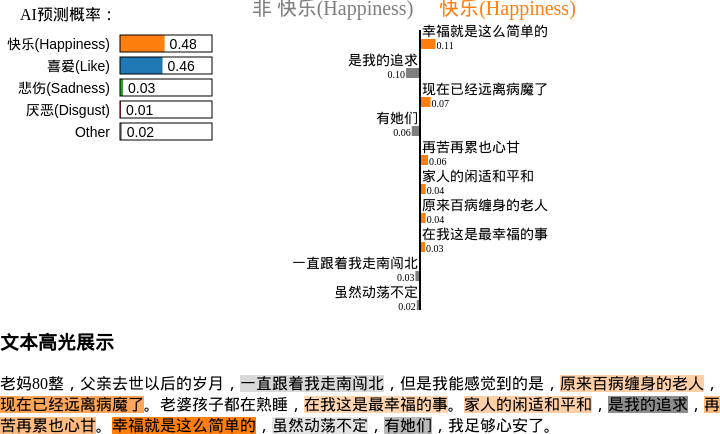 AI预测概率：
快乐(Happiness) 0.48
喜爱(Like) 0.46
悲伤(Sadness) 0.03
厌恶(Disgust) 0.01
Other 0.02
非 快乐(Happiness) 快乐(Happiness)
幸福就是这么简单的
0.11
是我的追求
0.10
现在已经远离病魔了
0.07
有她们
0.06
再苦再累也心甘
0.06
家人的闲适和平和
0.04
原来百病缠身的老人
0.04
在我这是最幸福的事
0.03
一直跟着我走南闯北
0.03
虽然动荡不定
0.02
文本高光展示
老妈80整，父亲去世以后的岁月，一直跟着我走南闯北，但是我能感觉到的是，原来百病缠身的老人，
现在已经远离病魔了。老婆孩子都在熟睡，在我这是最幸福的事。家人的闲适和平和，是我的追求，再
苦再累也心甘。幸福就是这么简单的，虽然动荡不定，有她们，我足够心安了。